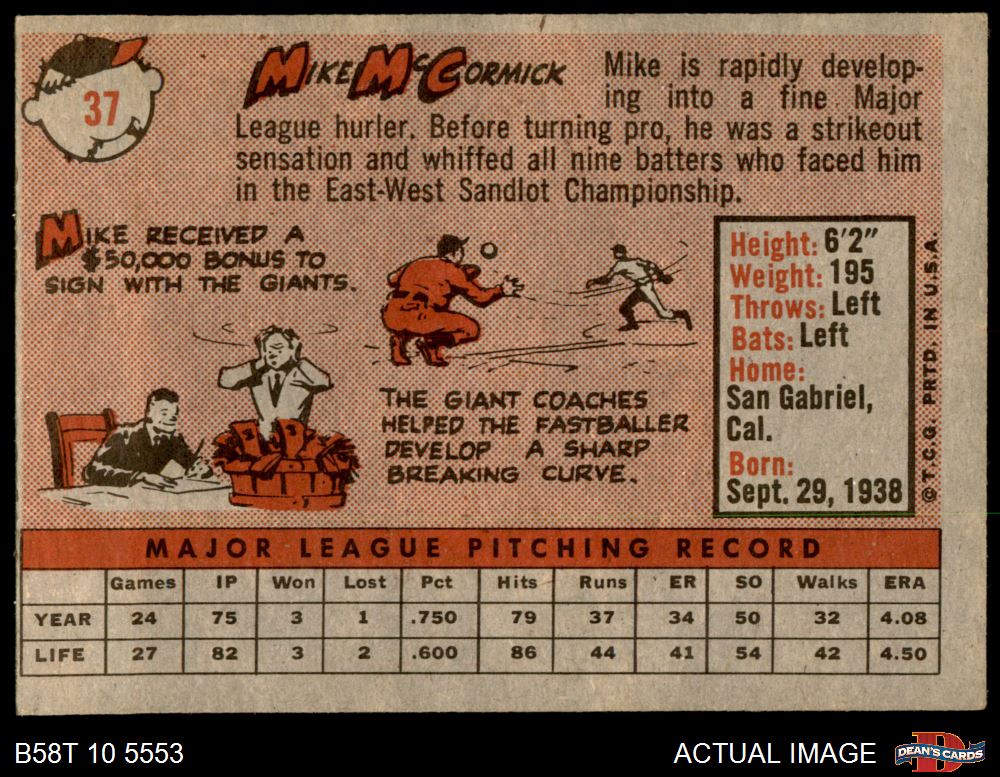 37
MIKE McCORMICK
Mike is rapidly develop-
ing into a fine Major
League hurler. Before turning pro, he was a strikeout
sensation and whiffed all nine batters who faced him
in the East-West Sandlot Championship.
MIKE RECEIVED A
$50,000 BONUS TO
SIGN WITH THE GIANTS.
THE GIANT COACHES
HELPED THE FASTBALLER
DEVELOP A SHARP
BREAKING CURVE.
Height: 6'2"
Weight: 195
Throws: Left
Bats: Left
Home:
San Gabriel,
Cal.
Born:
Sept. 29, 1938
© T.C.G. PRTD. IN U.S.A.
MAJOR LEAGUE PITCHING RECORD
Games IP Won Lost Pct Hits Runs ER SO Walks ERA
YEAR 24 75 3 1 .750 79 37 34 50 32 4.08
LIFE 27 82 3 2 .600 86 44 41 54 42 4.50
B58T 10 5553
ACTUAL IMAGE
D
DEAN'S CARDS